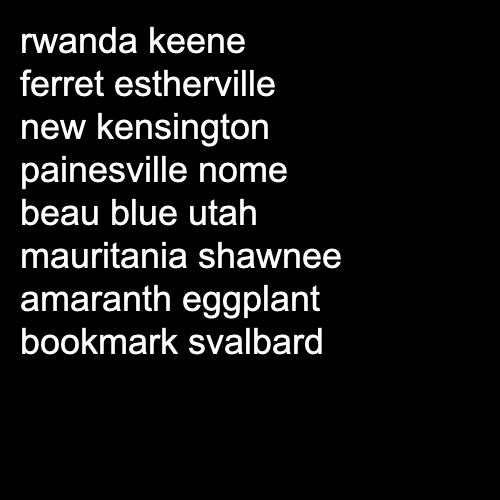 rwanda keene
ferret estherville
new kensington
painesville nome
beau blue utah
mauritania shawnee
amaranth eggplant
bookmark svalbard